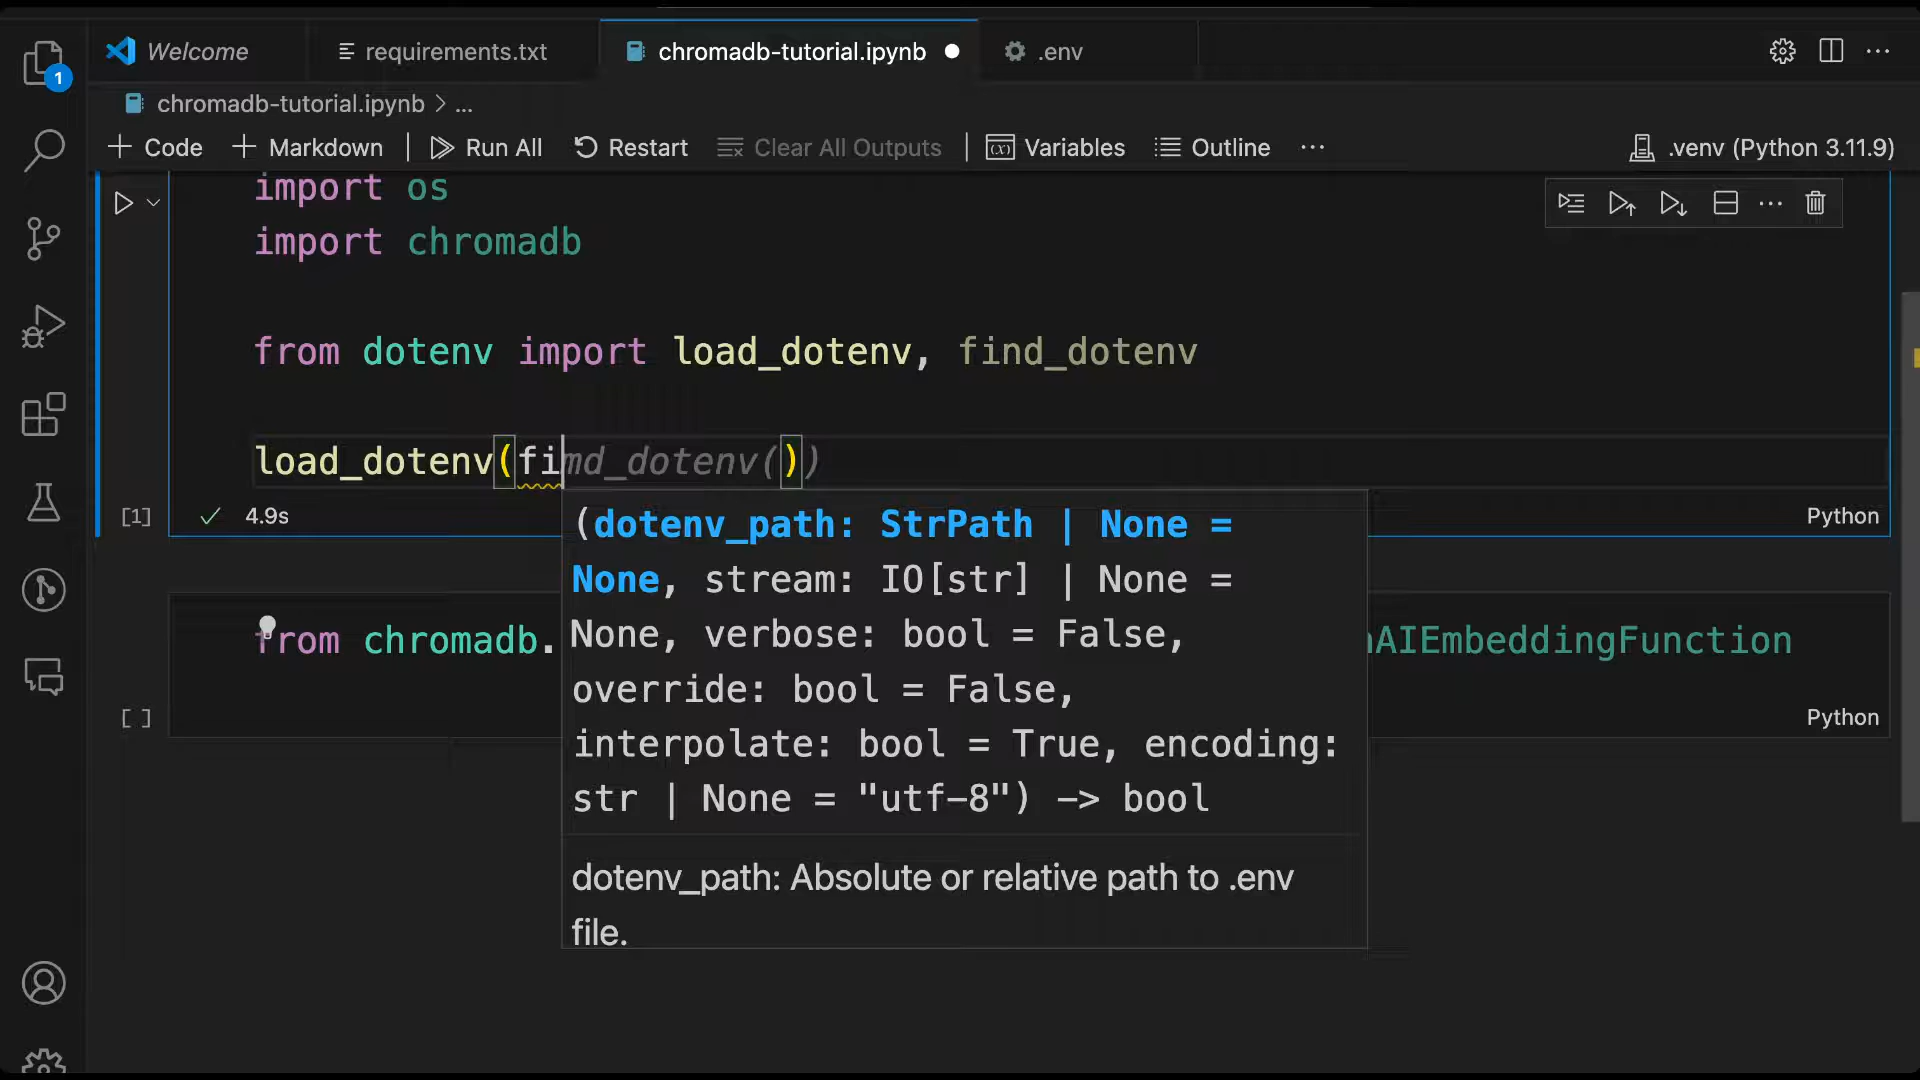 1
Welcome
requirements.txt
chromadb-tutorial.ipynb
.env
chromadb-tutorial.ipynb > ...
+ Code
+ Markdown
Run All
Restart
Clear All Outputs
Variables
Outline
...
.venv (Python 3.11.9)
import os
import chromadb
from dotenv import load_dotenv, find_dotenv
load_dotenv(fimd_dotenv())
[1]
4.9s
Python
(dotenv_path: StrPath | None =
None, stream: IO[str] | None =
None, verbose: bool = False,
override: bool = False,
interpolate: bool = True, encoding:
str | None = "utf-8") -> bool
dotenv_path: Absolute or relative path to .env
file.
from chromadb.
AIEmbeddingFunction
[ ]
Python